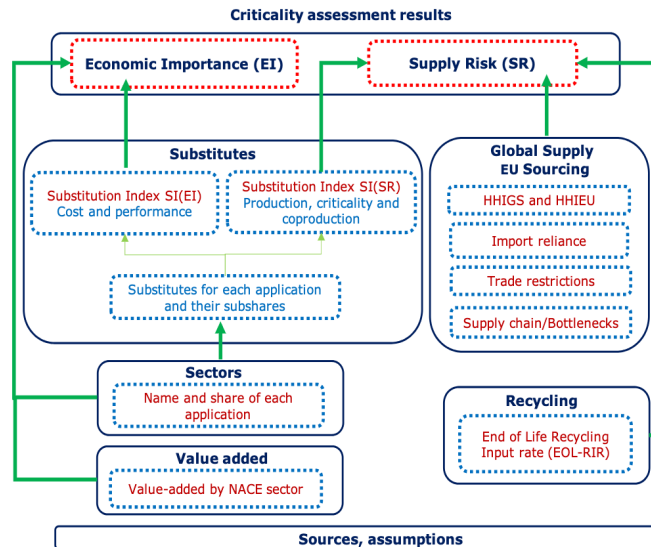 Criticality assessment results
Economic Importance (EI)
Supply Risk (SR)
Substitutes
Substitution Index SI(EI)
Cost and performance
Substitution Index SI(SR)
Production, criticality and
coproduction
Substitutes for each application
and their subshares
Global Supply
EU Sourcing
HHIGS and HHIEU
Import reliance
Trade restrictions
Supply chain/Bottlenecks
Sectors
Name and share of each
application
Recycling
End of Life Recycling
Input rate (EOL-RIR)
Value added
Value-added by NACE sector
Sources, assumptions